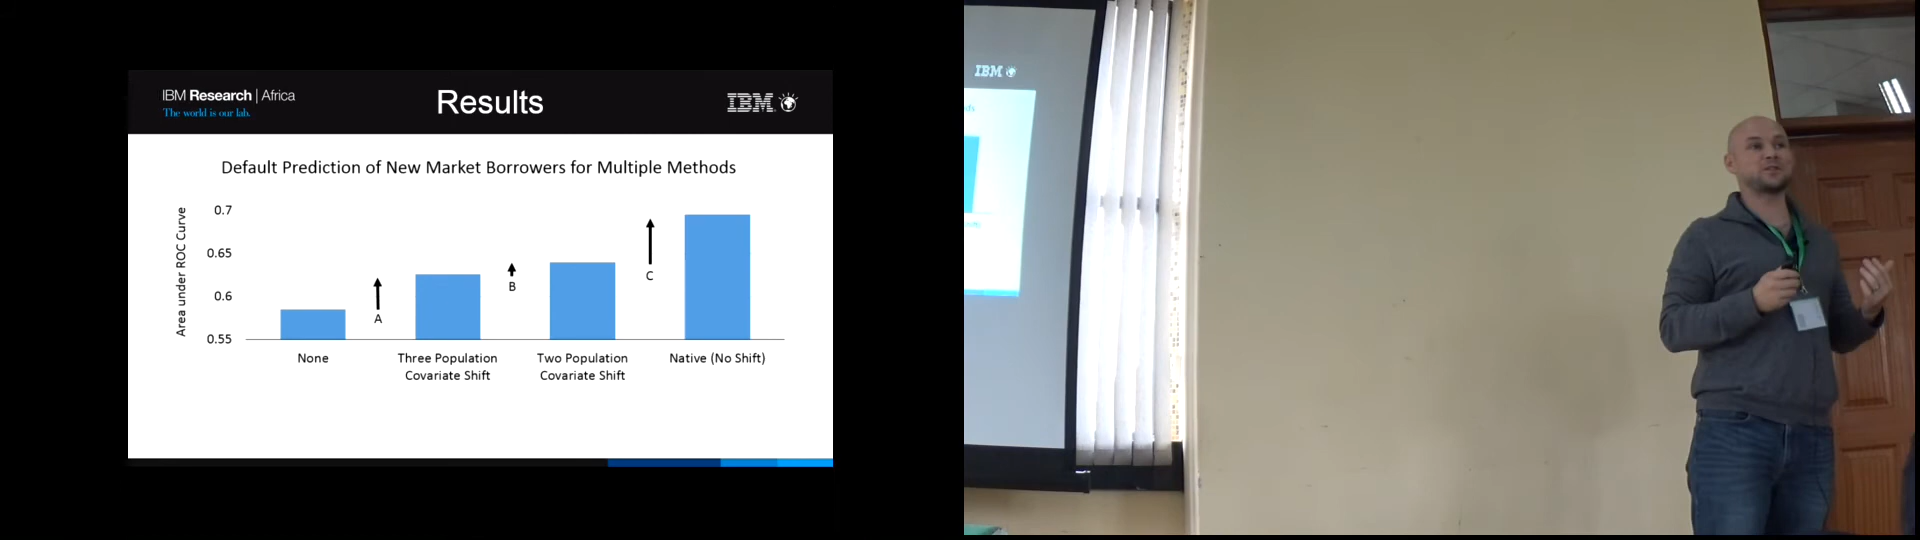 IBM Research | Africa
The world is our lab.
Results
IBM
Default Prediction of New Market Borrowers for Multiple Methods
Area under ROC Curve
0.7
0.65
0.6
0.55
A
B
C
None
Three Population
Covariate Shift
Two Population
Covariate Shift
Native (No Shift)
IBM